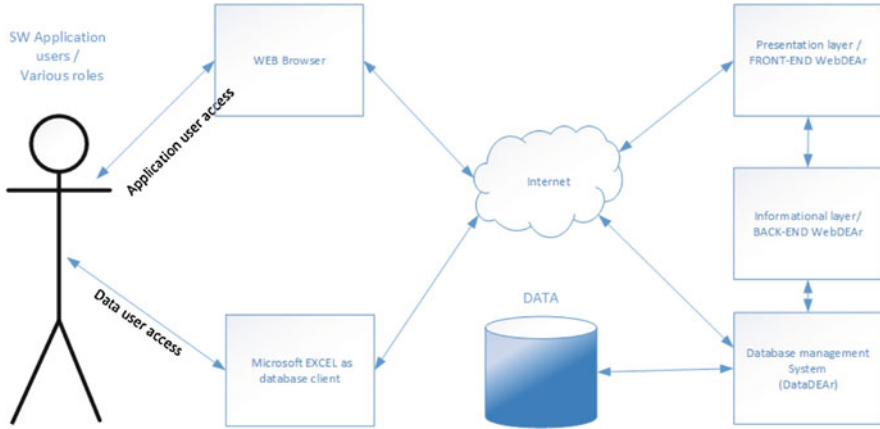 SW Application
users /
Various roles
WEB Browser
Application user access
Data user access
Microsoft EXCEL as
database client
Internet
DATA
Presentation layer /
FRONT-END WebDEAr
Informational layer/
BACK-END WebDEAr
Database management
System
(DataDEAr)